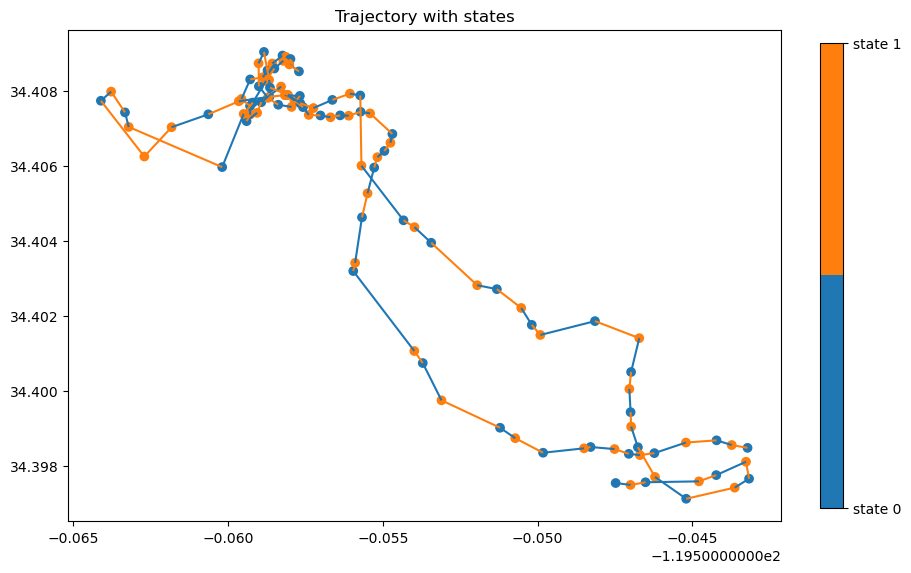 Trajectory with states
34.408
34.406
34.404
34.402
34.400
34.398
−0.065
−0.060
−0.055
−0.050
−0.045
−1.1950000000e2
state 1
state 0